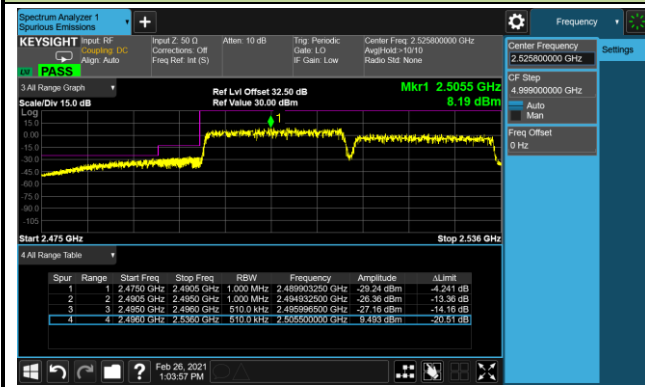 Spectrum Analyzer 1
Spurious Emissions
+
Frequency
KEYSIGHT Input: RF Input Z: 50 Ω Atten: 10 dB Trig: Periodic Center Freq: 2.525800000 GHz
Coupling: DC Corrections: Off Gate: LO Avg|Hold:>10/10
Align: Auto Freq Ref: Int (S) IF Gain: Low Radio Std: None
PASS
Center Frequency
2.525800000 GHz
Settings
CF Step
4.999000000 GHz
Auto
Man
Freq Offset
0 Hz
3 All Range Graph
Ref Lvl Offset 32.50 dB
Mkr1 2.5055 GHz
Scale/Div 15.0 dB
Ref Value 30.00 dBm
8.19 dBm
Log
15.0
0.00
-15.0
-30.0
-45.0
-60.0
-75.0
-90.0
-105
1
Start 2.475 GHz
Stop 2.536 GHz
4 All Range Table
Spur Range Start Freq Stop Freq RBW Frequency Amplitude ΔLimit
1 1 2.4750 GHz 2.4905 GHz 1.000 MHz 2.489903250 GHz -29.24 dBm -4.241 dB
2 2 2.4905 GHz 2.4950 GHz 1.000 MHz 2.494932500 GHz -26.36 dBm -13.36 dB
3 3 2.4950 GHz 2.4960 GHz 510.0 kHz 2.495996500 GHz -27.16 dBm -14.16 dB
4 4 2.4960 GHz 2.5360 GHz 510.0 kHz 2.505500000 GHz 9.493 dBm -20.51 dB
?
Feb 26, 2021
1:03:57 PM